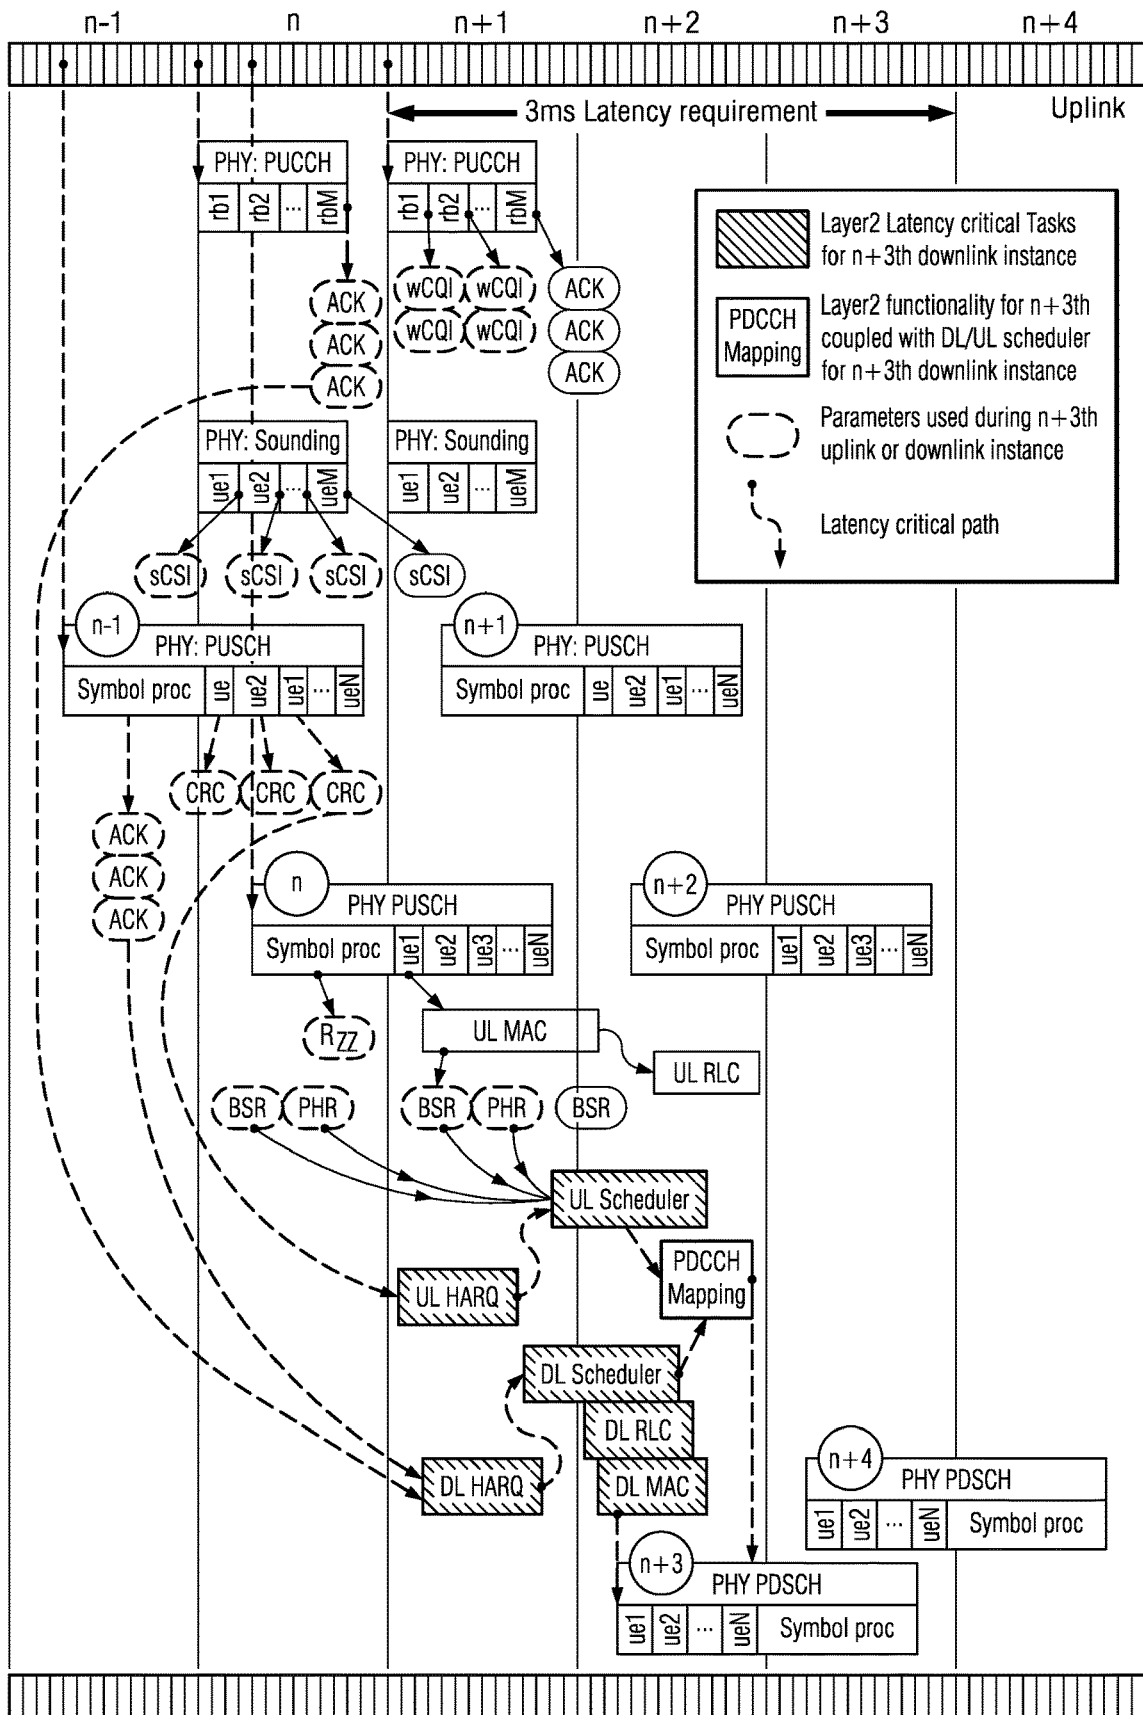 n-1 n n+1 n+2 n+3 n+4
3ms Latency requirement
Uplink
PHY: PUCCH
rb1 rb2 ... rbM
PHY: PUCCH
rb1 rb2 ... rbM
Layer2 Latency critical Tasks
for n+3th downlink instance
PDCCH
Mapping
Layer2 functionality for n+3th
coupled with DL/UL scheduler
for n+3th downlink instance
Parameters used during n+3th
uplink or downlink instance
Latency critical path
ACK
ACK
ACK
wCQI wCQI
wCQI wCQI
ACK
ACK
ACK
PHY: Sounding
ue1 ue2 ... ueM
PHY: Sounding
ue1 ue2 ... ueM
sCSI sCSI sCSI sCSI
n-1
PHY: PUSCH
Symbol proc ue ue2 ue1 ... ueN
n+1
PHY: PUSCH
Symbol proc ue ue2 ue1 ... ueN
CRC CRC CRC
ACK
ACK
ACK
n
PHY PUSCH
Symbol proc ue1 ue2 ue3 ... ueN
n+2
PHY PUSCH
Symbol proc ue1 ue2 ue3 ... ueN
RZZ
UL MAC
UL RLC
BSR PHR BSR PHR BSR
UL Scheduler
PDCCH
Mapping
UL HARQ
DL Scheduler
DL RLC
DL HARQ
DL MAC
n+4
PHY PDSCH
ue1 ue2 ... ueN Symbol proc
n+3
PHY PDSCH
ue1 ue2 ... ueN Symbol proc